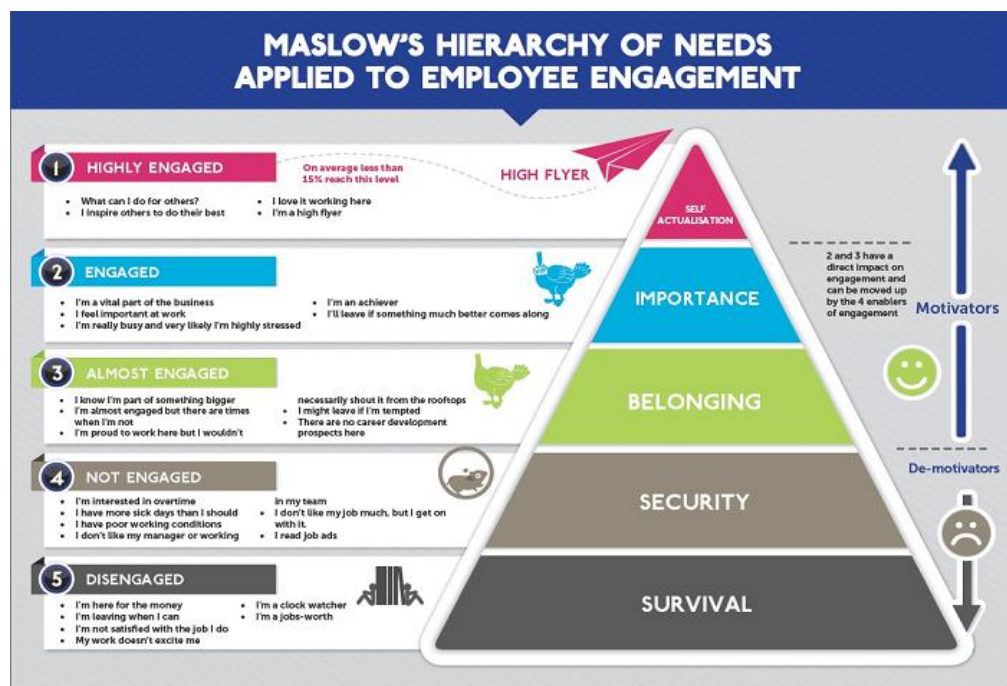 MASLOW'S HIERARCHY OF NEEDS
APPLIED TO EMPLOYEE ENGAGEMENT
1 HIGHLY ENGAGED
On average less than
15% reach this level
HIGH FLYER
• What can I do for others?
• I inspire others to do their best
• I love it working here
• I'm a high flyer
SELF
ACTUALISATION
2 ENGAGED
• I'm a vital part of the business
• I feel important at work
• I'm really busy and very likely I'm highly stressed
• I'm an achiever
• I'll leave if something much better comes along
IMPORTANCE
2 and 3 have a
direct impact on
engagement and
can be moved up
by the 4 enablers
of engagement
Motivators
3 ALMOST ENGAGED
• I know I'm part of something bigger
• I'm almost engaged but there are times
when I'm not
• I'm proud to work here but I wouldn't
necessarily shout it from the rooftops
• I might leave if I'm tempted
• There are no career development
prospects here
BELONGING
De-motivators
4 NOT ENGAGED
• I'm interested in overtime
• I have more sick days than I should
• I have poor working conditions
• I don't like my manager or working
in my team
• I don't like my job much, but I get on
with it.
• I read job ads
SECURITY
5 DISENGAGED
• I'm here for the money
• I'm leaving when I can
• I'm not satisfied with the job I do
• My work doesn't excite me
• I'm a clock watcher
• I'm a jobs-worth
SURVIVAL